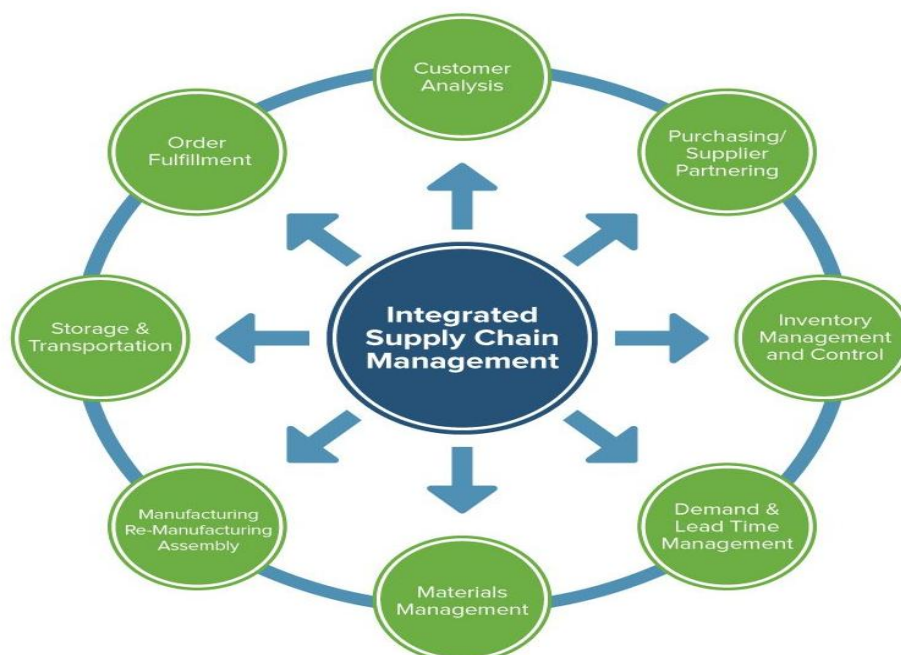 Customer
Analysis
Purchasing/
Supplier
Partnering
Inventory
Management
and Control
Demand &
Lead Time
Management
Materials
Management
Manufacturing
Re-Manufacturing
Assembly
Storage &
Transportation
Order
Fulfillment
Integrated
Supply Chain
Management